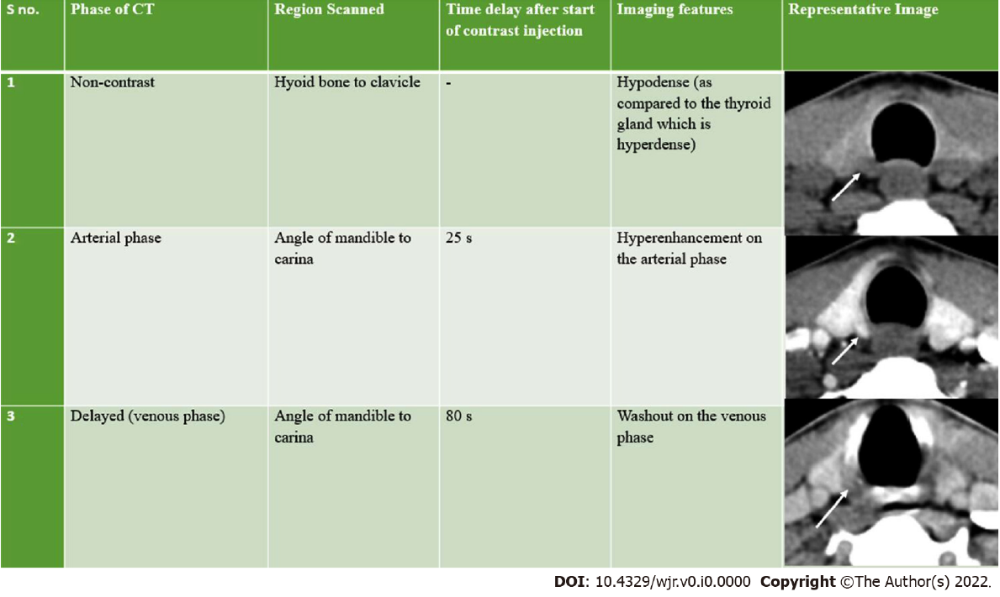 S no.
Phase of CT
Region Scanned
Time delay after start
of contrast injection
Imaging features
Representative Image
1
Non-contrast
Hyoid bone to clavicle
-
Hypodense (as
compared to the thyroid
gland which is
hyperdense)
2
Arterial phase
Angle of mandible to
carina
25 s
Hyperenhancement on
the arterial phase
3
Delayed (venous phase)
Angle of mandible to
carina
80 s
Washout on the venous
phase
DOI: 10.4329/wjr.v0.i0.0000 Copyright ©The Author(s) 2022.